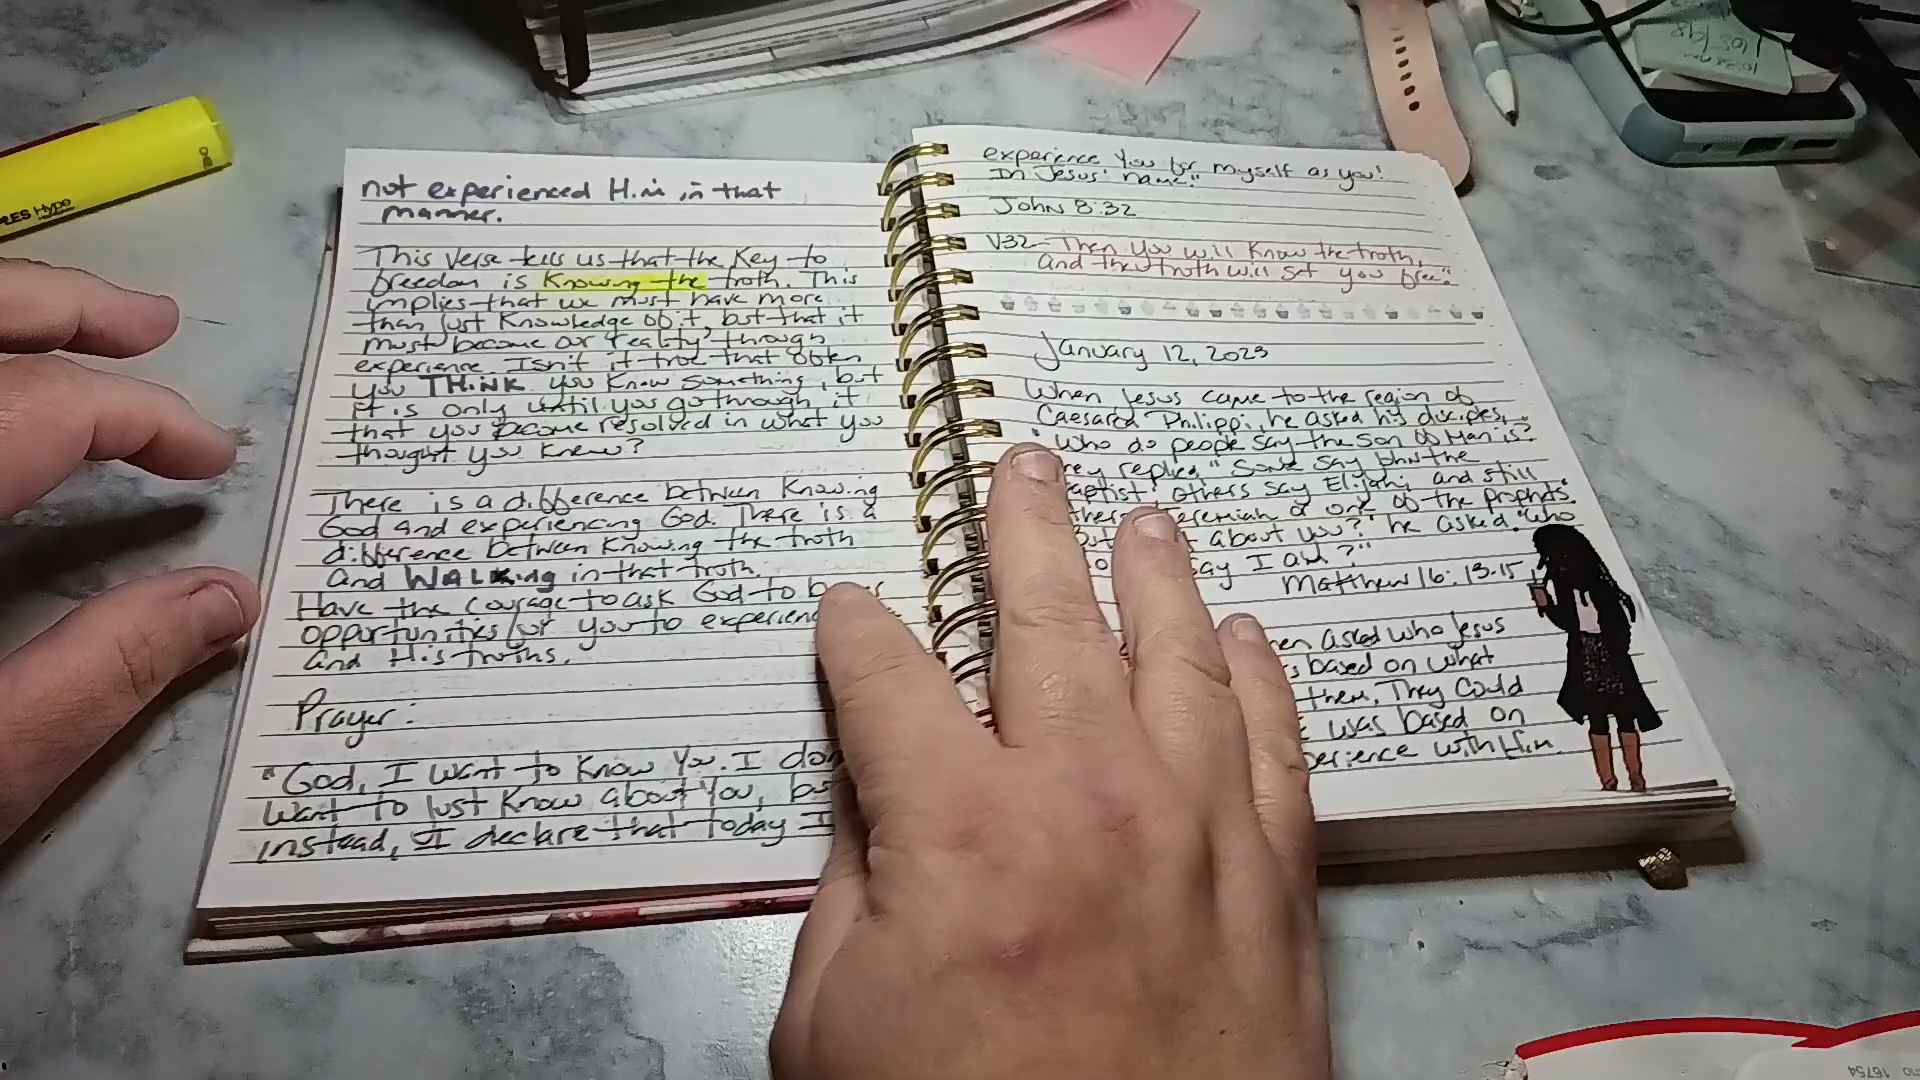 not experienced Him in that
manner.
This verse tells us that the Key to
freedom is Knowing the truth. This
implies that we must have more
than just Knowledge of it, but that it
must become our "reality" through
experience. Isn't it true that often
you THINK you know something, but
it is only until you go through it
that you become resolved in what you
thought you knew?
There is a difference between Knowing
God and experiencing God. There is a
difference between Knowing the truth
and WALKing in that truth.
Have the courage to ask God to
opportunities for you to
and His truths.
Prayer:
"God, I want to know You. I
want to just know about You, but
instead, I declare that today I
experience You for myself as you!
In Jesus' name."
John 8:32
V32- Then you will know the truth,
and the truth will set you free."
January 12, 2023
When Jesus came to the region of
Caesarea Philippi, he asked his disciples,
"Who do people say the Son of Man is?"
replied, "Some say John the
others say Elijah; and still
Jeremiah or one of the prophets."
about you?" he asked. "Who
say I am?"
Matthew 16:13-15
asked who Jesus
based on what
them. They Could
was based on
with Him.
Hype
16754